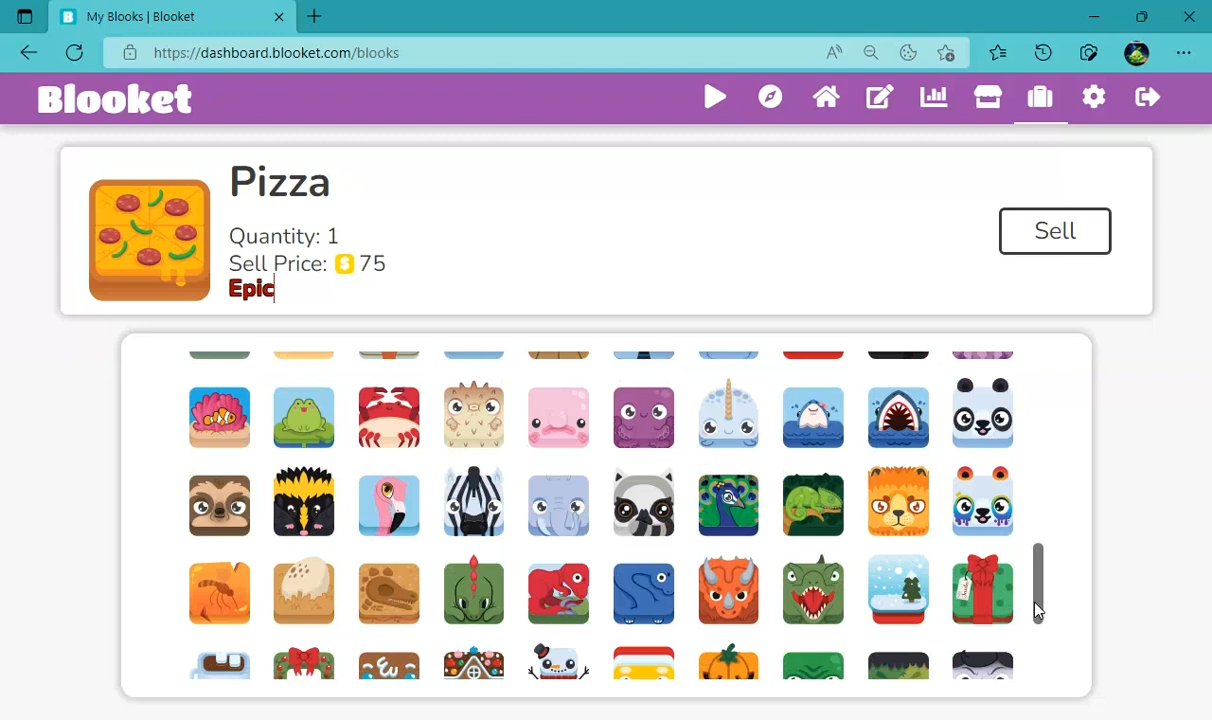 My Blooks | Blooket
https://dashboard.blooket.com/blooks
Blooket
Pizza
Quantity: 1
Sell Price: $ 75
Epic
Sell